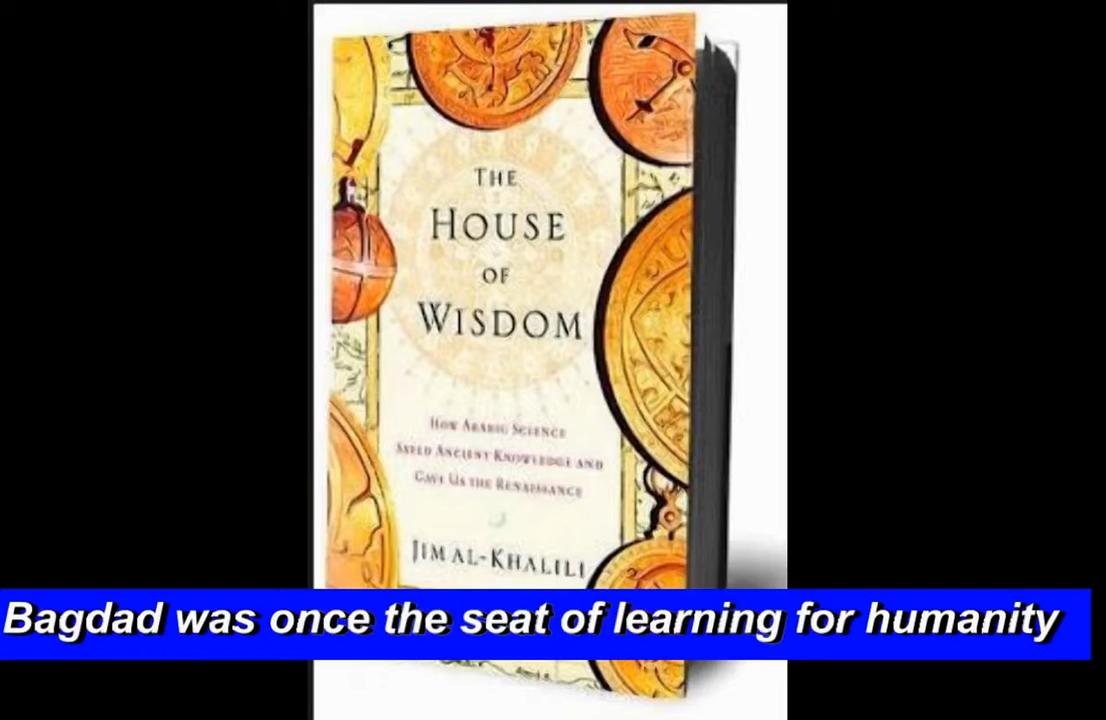 THE
HOUSE
OF
WISDOM
HOW ARABIC SCIENCE
SAVED ANCIENT KNOWLEDGE AND
GAVE US THE RENAISSANCE
JIM AL-KHALILI
Bagdad was once the seat of learning for humanity